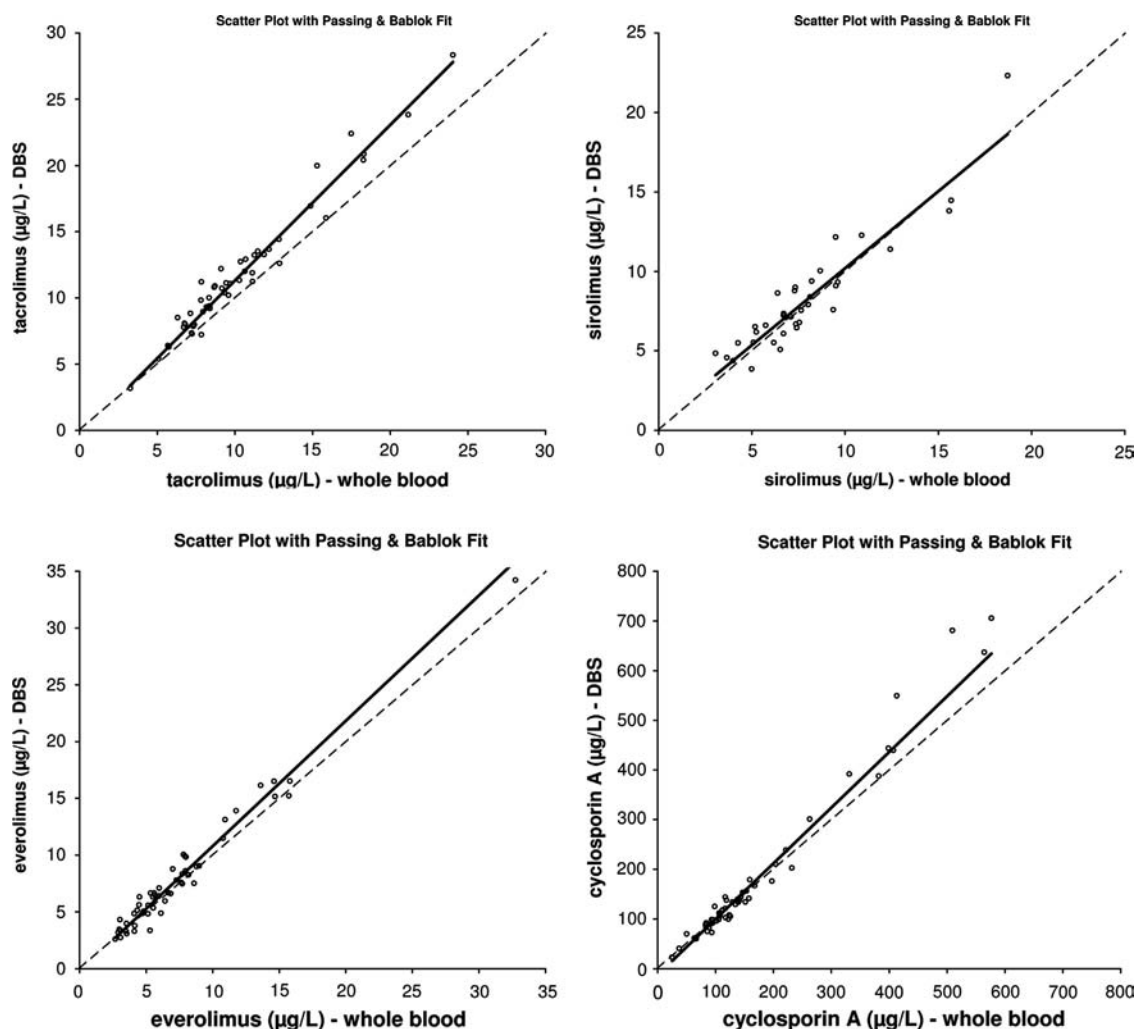 Scatter Plot with Passing & Bablok Fit
30
25
20
15
10
5
0
tacrolimus (µg/L) - DBS
0 5 10 15 20 25 30
tacrolimus (µg/L) - whole blood
Scatter Plot with Passing & Bablok Fit
25
20
15
10
5
0
sirolimus (µg/L) - DBS
0 5 10 15 20 25
sirolimus (µg/L) - whole blood
Scatter Plot with Passing & Bablok Fit
35
30
25
20
15
10
5
0
everolimus (µg/L) - DBS
0 5 10 15 20 25 30 35
everolimus (µg/L) - whole blood
Scatter Plot with Passing & Bablok Fit
800
700
600
500
400
300
200
100
0
cyclosporin A (µg/L) - DBS
0 100 200 300 400 500 600 700 800
cyclosporin A (µg/L) - whole blood